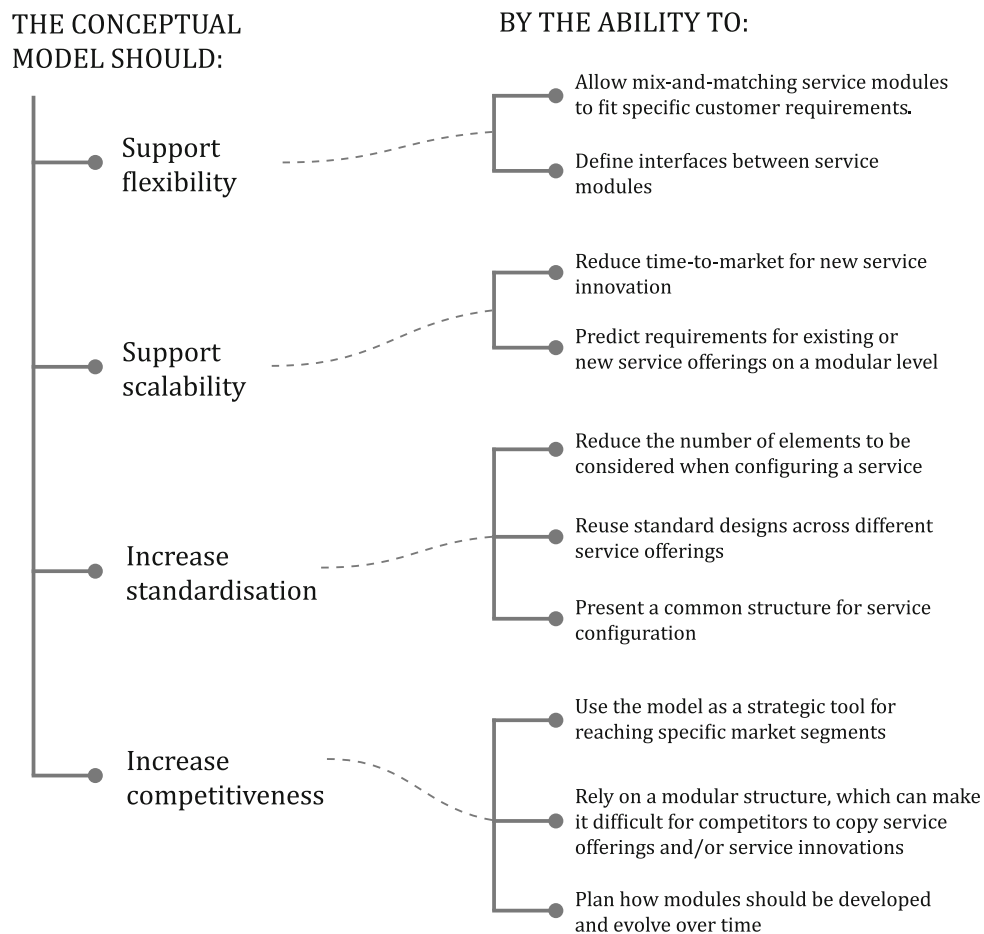 THE CONCEPTUAL
MODEL SHOULD:
BY THE ABILITY TO:
Support
flexibility
Allow mix-and-matching service modules
to fit specific customer requirements.
Define interfaces between service
modules
Support
scalability
Reduce time-to-market for new service
innovation
Predict requirements for existing or
new service offerings on a modular level
Increase
standardisation
Reduce the number of elements to be
considered when configuring a service
Reuse standard designs across different
service offerings
Present a common structure for service
configuration
Increase
competitiveness
Use the model as a strategic tool for
reaching specific market segments
Rely on a modular structure, which can make
it difficult for competitors to copy service
offerings and/or service innovations
Plan how modules should be developed
and evolve over time